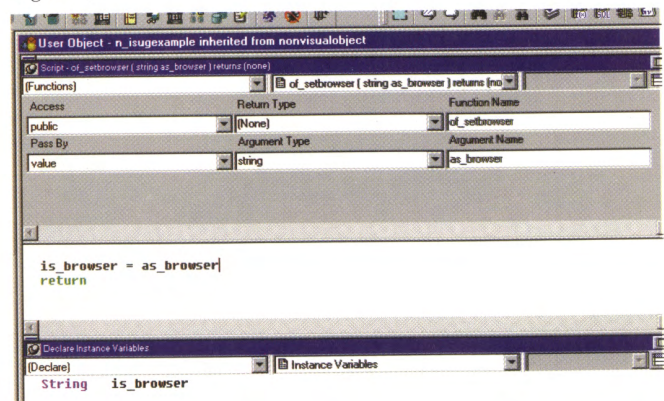 User Object - n_isugexample inherited from nonvisualobject
Script - of_setbrowser ( string as_browser ) returns (none)
(Functions)
of_setbrowser ( string as_browser ) returns (no
Access
Return Type
Function Name
public
(None)
of_setbrowser
Pass By
Argument Type
Argument Name
value
string
as_browser
is_browser = as_browser
return
Declare Instance Variables
(Declare)
Instance Variables
String is_browser